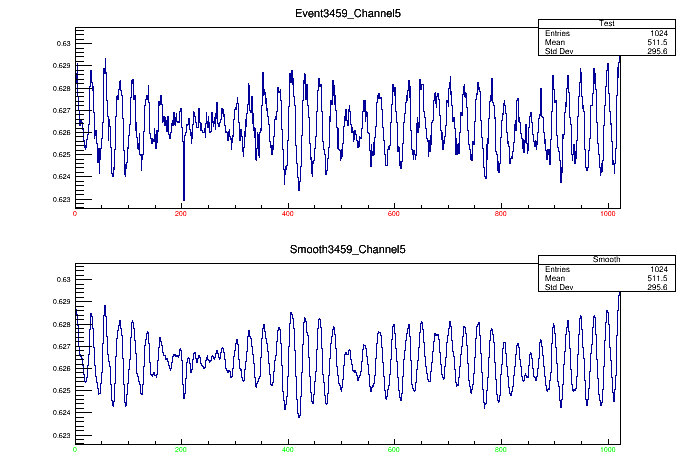 Event3459_Channel5
Test
Entries 1024
Mean 511.5
Std Dev 295.6
0.63
0.629
0.628
0.627
0.626
0.625
0.624
0.623
0 200 400 600 800 1000
Smooth3459_Channel5
Smooth
Entries 1024
Mean 511.5
Std Dev 295.6
0.63
0.629
0.628
0.627
0.626
0.625
0.624
0.623
0 200 400 600 800 1000